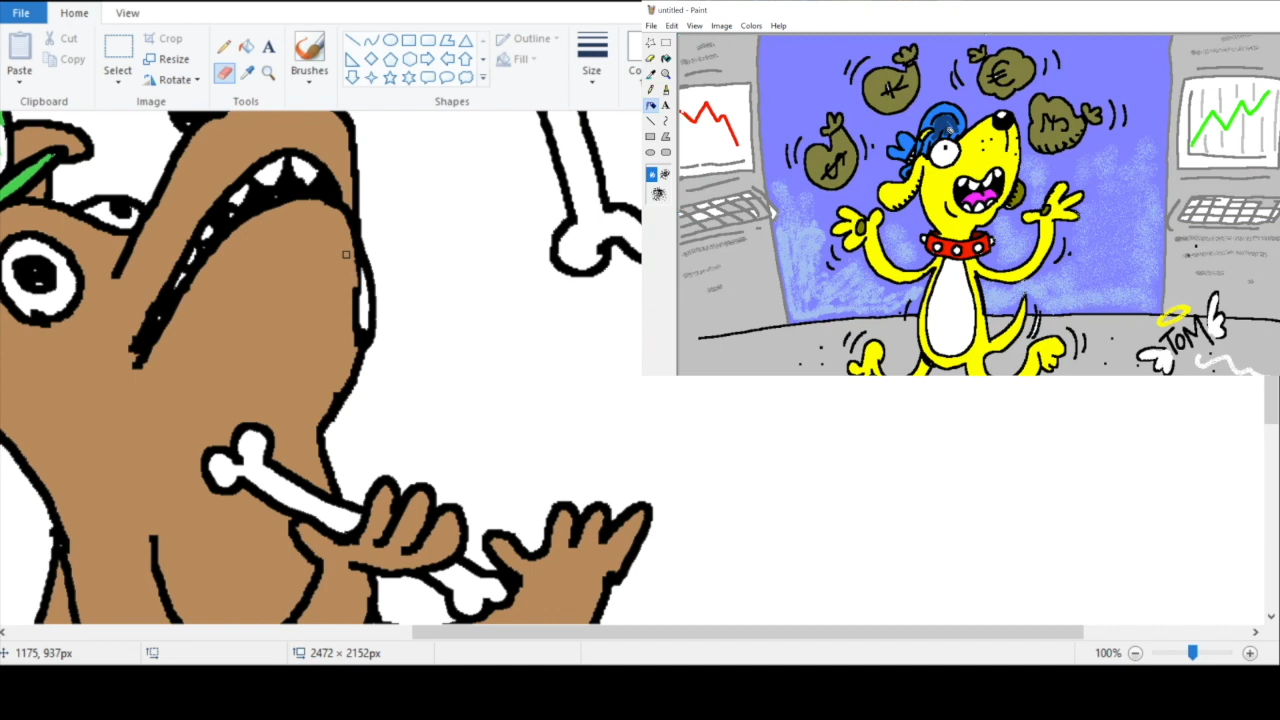 File Home View
Cut
Copy
Paste
Clipboard
Crop
Resize
Rotate
Select
Image
A
Tools
Brushes
Outline
Fill
Shapes
Size
Co
untitled - Paint
File Edit View Image Colors Help
A
TOM
1175, 937px
2472 × 2152px
100%